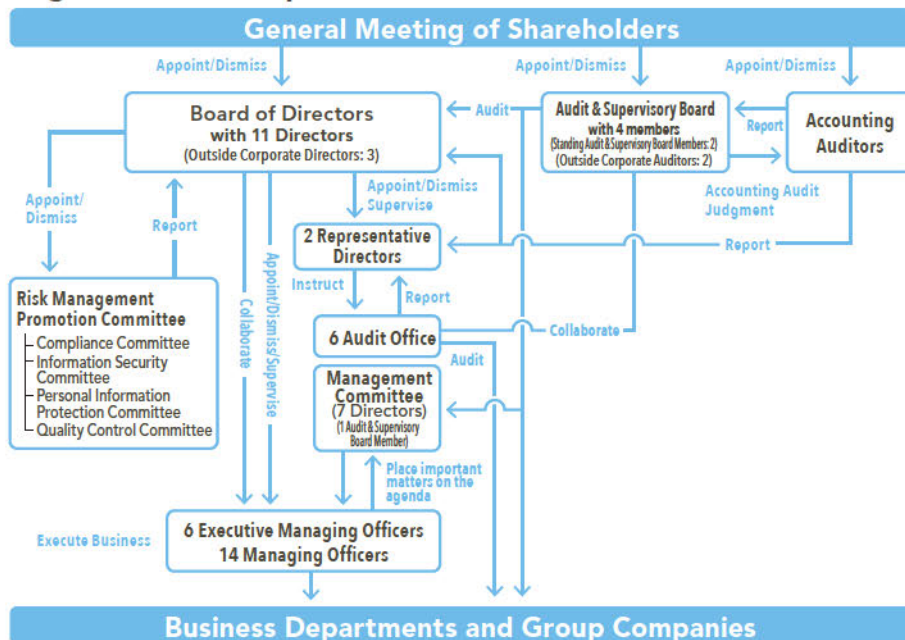 General Meeting of Shareholders
Appoint/Dismiss
Appoint/Dismiss
Appoint/Dismiss
Board of Directors
with 11 Directors
(Outside Corporate Directors: 3)
Audit
Audit & Supervisory Board
with 4 members
(Standing Audit & Supervisory Board Members: 2)
(Outside Corporate Auditors: 2)
Report
Accounting
Auditors
Appoint/
Dismiss
Report
Appoint/Dismiss
Supervise
Accounting Audit
Judgment
2 Representative
Directors
Report
Instruct
Report
Risk Management
Promotion Committee
Compliance Committee
Information Security
Committee
Personal Information
Protection Committee
Quality Control Committee
Collaborate
Appoint/Dismiss/Supervise
6 Audit Office
Collaborate
Audit
Management
Committee
(7 Directors)
(1 Audit & Supervisory
Board Member)
Place important
matters on the
agenda
Execute Business
6 Executive Managing Officers
14 Managing Officers
Business Departments and Group Companies